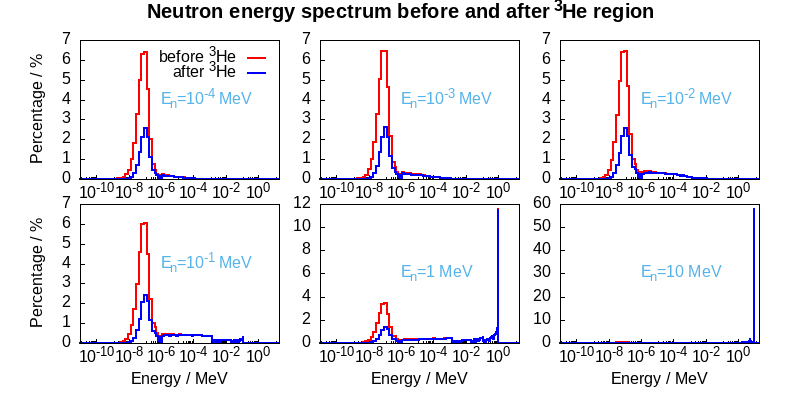 Neutron energy spectrum before and after ³He region
Percentage / %
7
6
5
4
3
2
1
0
before ³He
after ³He
Eₙ=10⁻⁴ MeV
10⁻¹⁰ 10⁻⁸ 10⁻⁶ 10⁻⁴ 10⁻² 10⁰
7
6
5
4
3
2
1
0
Eₙ=10⁻³ MeV
10⁻¹⁰ 10⁻⁸ 10⁻⁶ 10⁻⁴ 10⁻² 10⁰
7
6
5
4
3
2
1
0
Eₙ=10⁻² MeV
10⁻¹⁰ 10⁻⁸ 10⁻⁶ 10⁻⁴ 10⁻² 10⁰
Percentage / %
7
6
5
4
3
2
1
0
Eₙ=10⁻¹ MeV
10⁻¹⁰ 10⁻⁸ 10⁻⁶ 10⁻⁴ 10⁻² 10⁰
Energy / MeV
12
10
8
6
4
2
0
Eₙ=1 MeV
10⁻¹⁰ 10⁻⁸ 10⁻⁶ 10⁻⁴ 10⁻² 10⁰
Energy / MeV
60
50
40
30
20
10
0
Eₙ=10 MeV
10⁻¹⁰ 10⁻⁸ 10⁻⁶ 10⁻⁴ 10⁻² 10⁰
Energy / MeV